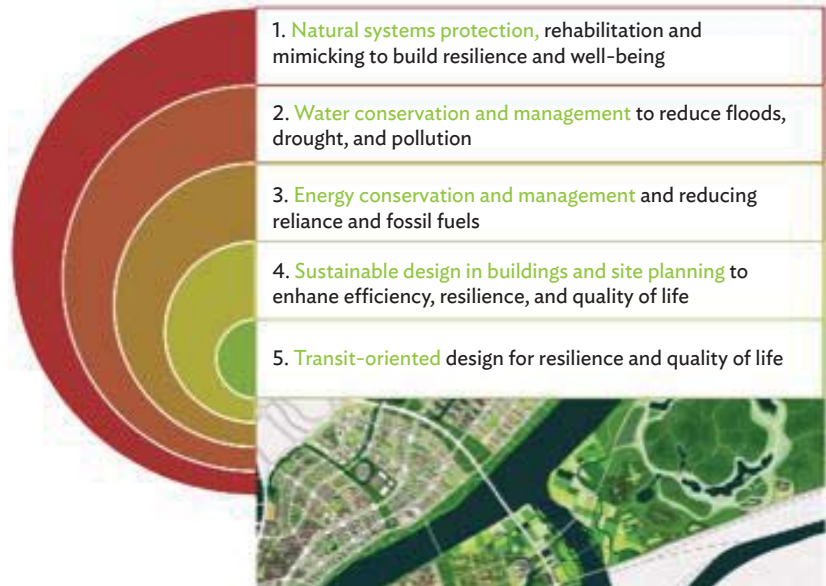 1. Natural systems protection, rehabilitation and
mimicking to build resilience and well-being
2. Water conservation and management to reduce floods,
drought, and pollution
3. Energy conservation and management and reducing
reliance and fossil fuels
4. Sustainable design in buildings and site planning to
enhane efficiency, resilience, and quality of life
5. Transit-oriented design for resilience and quality of life